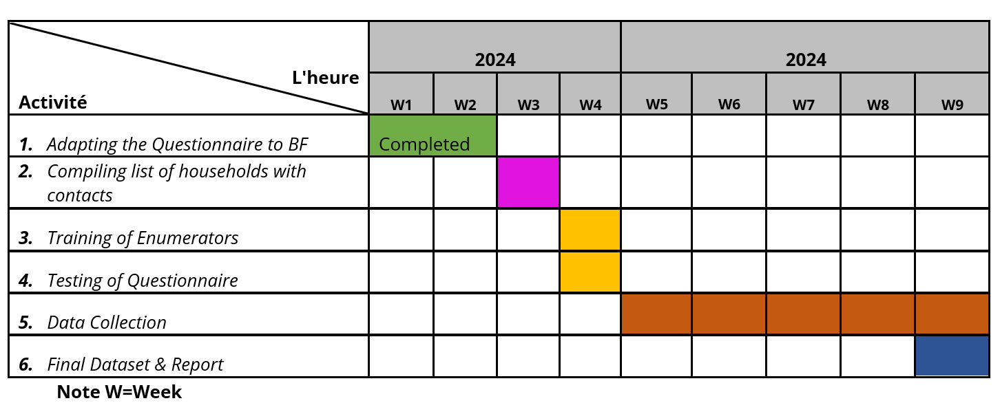 2024 2024
L'heure
Activité
W1 W2 W3 W4 W5 W6 W7 W8 W9
1. Adapting the Questionnaire to BF Completed
2. Compiling list of households with
contacts
3. Training of Enumerators
4. Testing of Questionnaire
5. Data Collection
6. Final Dataset & Report
Note W=Week